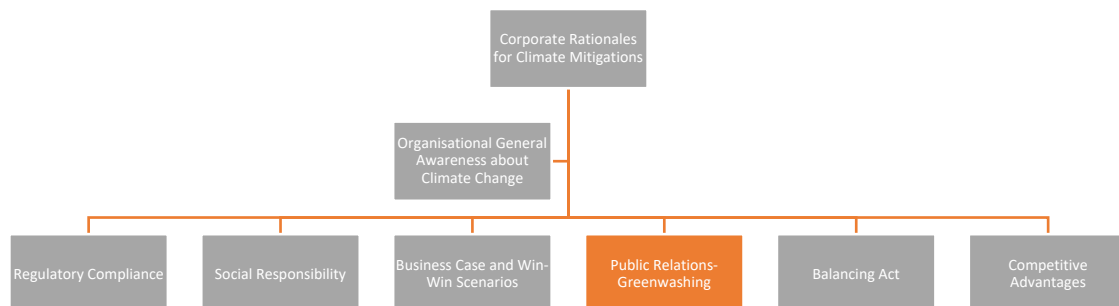 Corporate Rationales
for Climate Mitigations
Organisational General
Awareness about
Climate Change
Regulatory Compliance
Social Responsibility
Business Case and Win-
Win Scenarios
Public Relations-
Greenwashing
Balancing Act
Competitive
Advantages